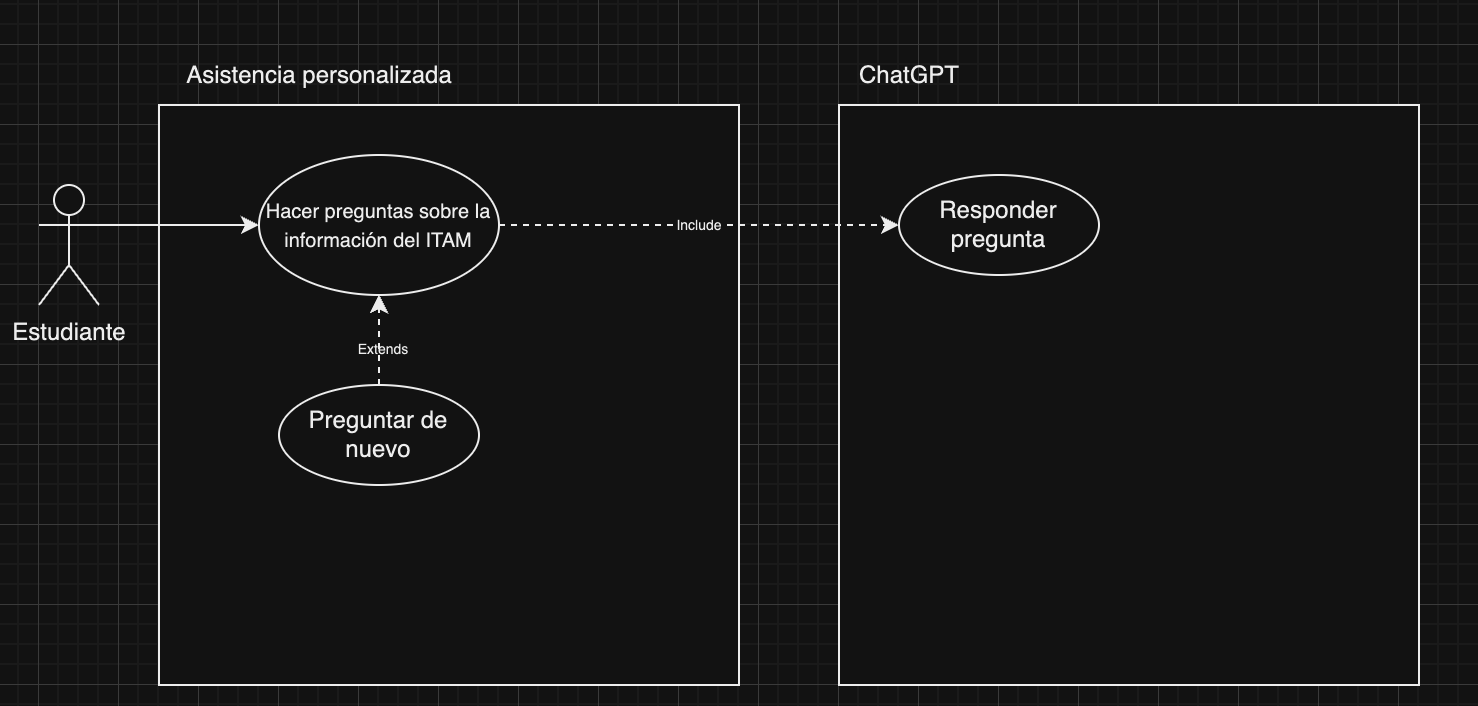 Asistencia personalizada
ChatGPT
Hacer preguntas sobre la
información del ITAM
Include
Responder
pregunta
Estudiante
Extends
Preguntar de
nuevo